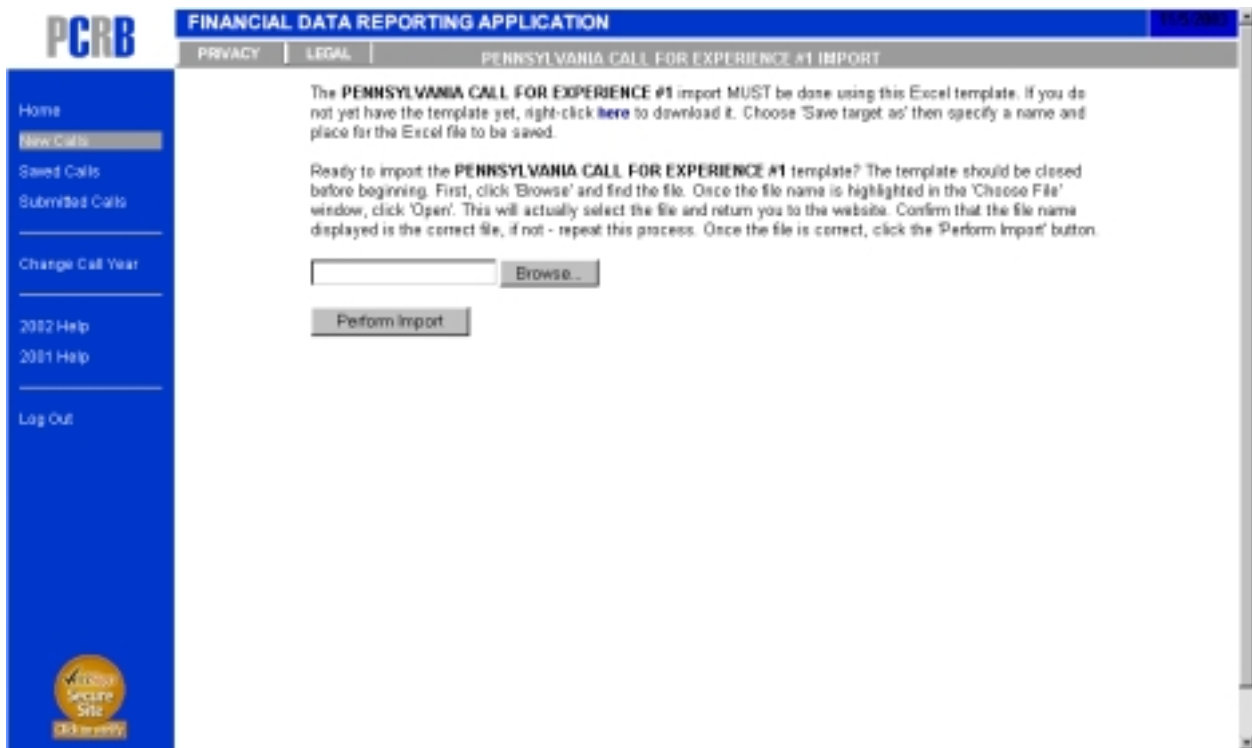 PCRB
FINANCIAL DATA REPORTING APPLICATION
11/5/2003
PRIVACY
LEGAL
PENNSYLVANIA CALL FOR EXPERIENCE #1 IMPORT
Home
New Calls
Saved Calls
Submitted Calls
Change Call Year
2002 Help
2001 Help
Log Out
The PENNSYLVANIA CALL FOR EXPERIENCE #1 import MUST be done using this Excel template. If you do
not yet have the template yet, right-click here to download it. Choose 'Save target as' then specify a name and
place for the Excel file to be saved.
Ready to import the PENNSYLVANIA CALL FOR EXPERIENCE #1 template? The template should be closed
before beginning. First, click 'Browse' and find the file. Once the file name is highlighted in the 'Choose File'
window, click 'Open'. This will actually select the file and return you to the website. Confirm that the file name
displayed is the correct file, if not - repeat this process. Once the file is correct, click the 'Perform Import' button.
Browse...
Perform Import
Secure
Site